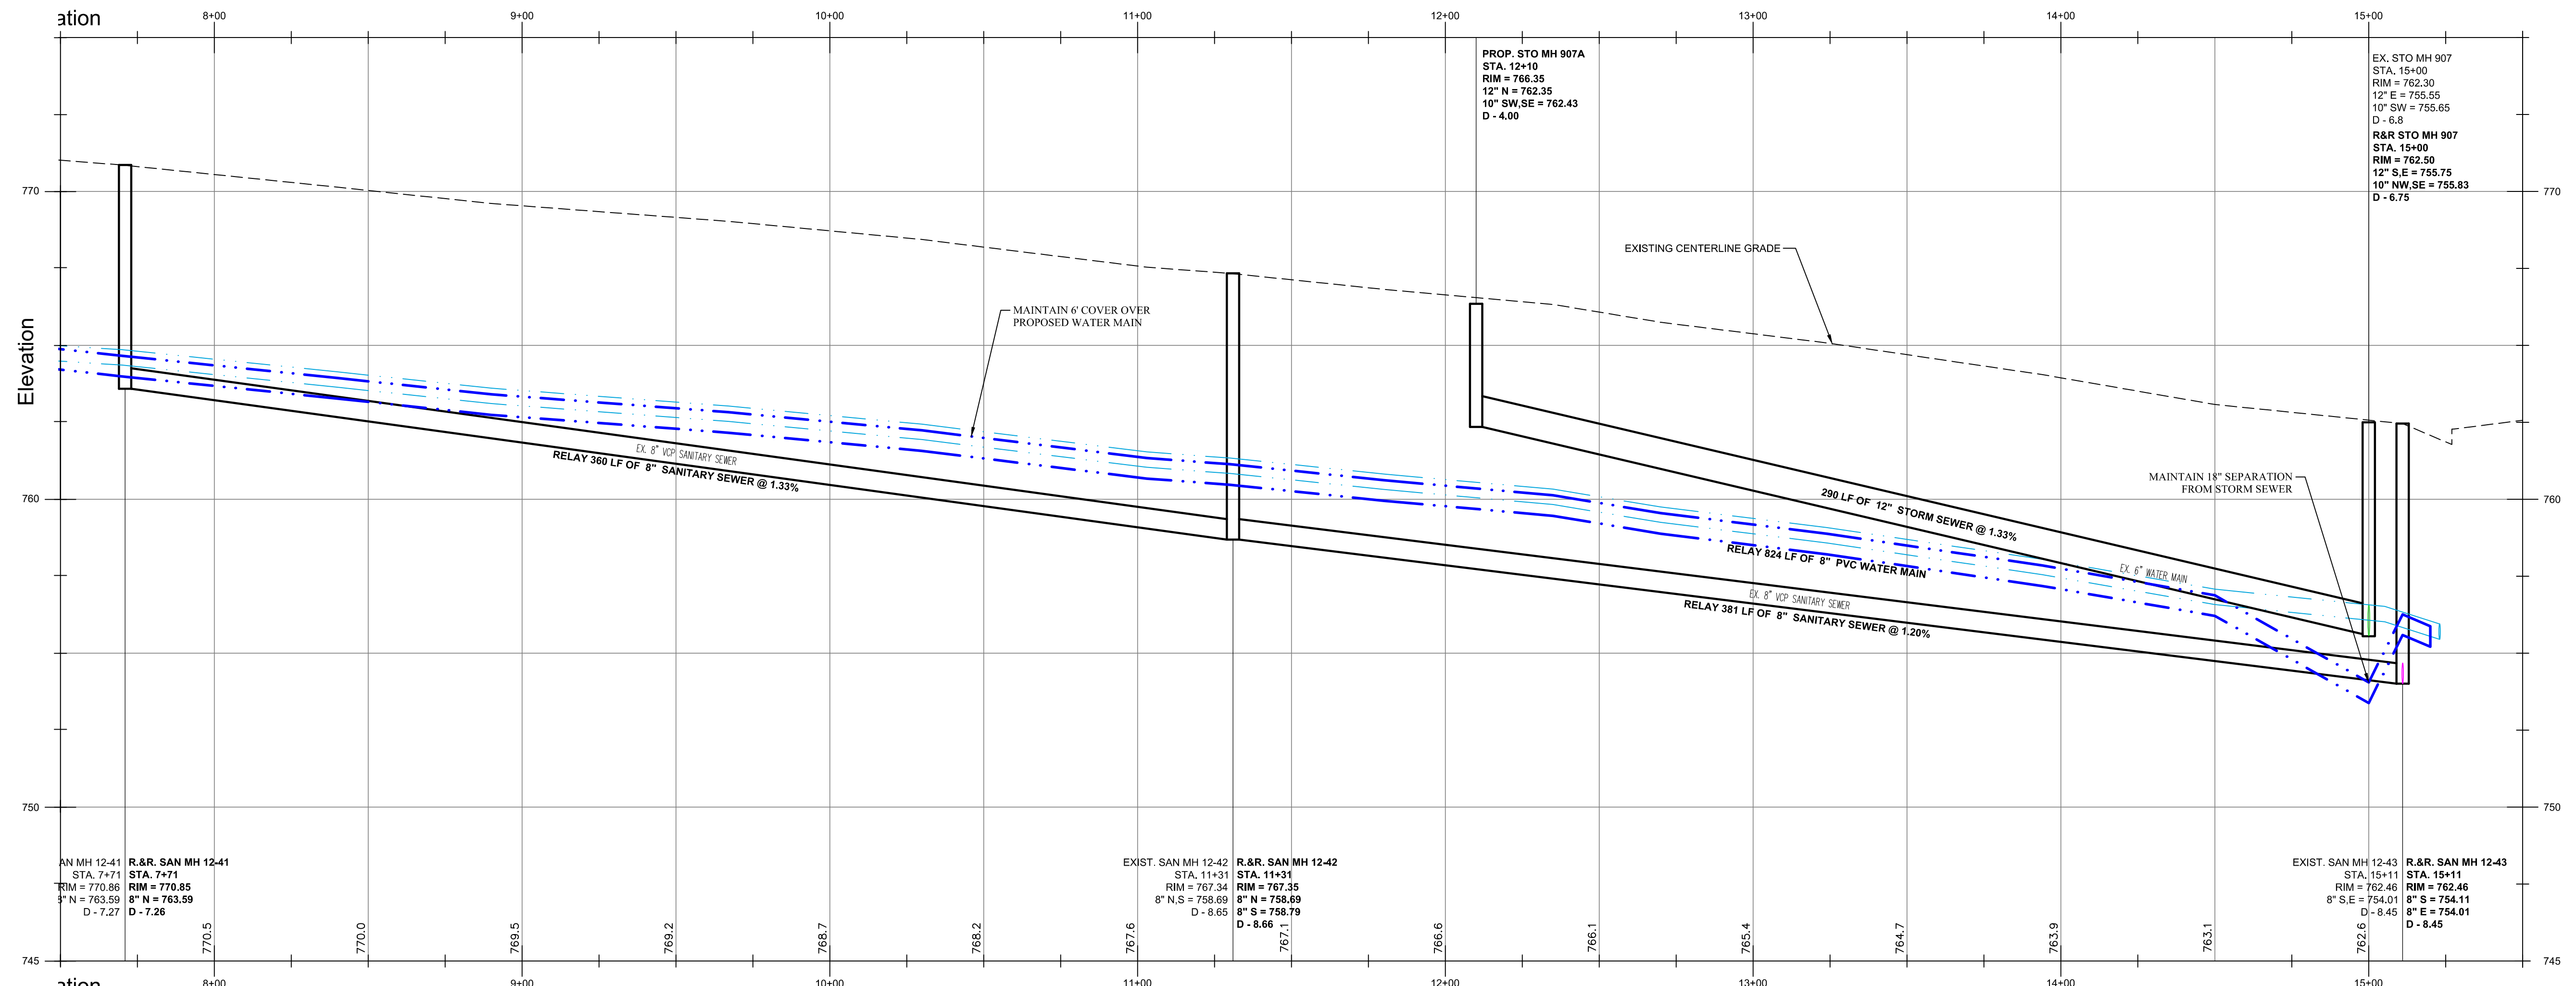 ation
8+00
9+00
10+00
11+00
12+00
13+00
14+00
15+00
PROP. STO MH 907A
STA. 12+10
RIM = 766.35
12" N = 762.35
10" SW,SE = 762.43
D - 4.00
EX. STO MH 907
STA. 15+00
RIM = 762.30
12" E = 755.55
10" SW = 755.65
D - 6.8
R&R STO MH 907
STA. 15+00
RIM = 762.50
12" S,E = 755.75
10" NW,SE = 755.83
D - 6.75
770
770
EXISTING CENTERLINE GRADE
MAINTAIN 6' COVER OVER
PROPOSED WATER MAIN
Elevation
EX. 8" VCP SANITARY SEWER
RELAY 360 LF OF 8" SANITARY SEWER @ 1.33%
MAINTAIN 18" SEPARATION
FROM STORM SEWER
760
760
290 LF OF 12" STORM SEWER @ 1.33%
RELAY 824 LF OF 8" PVC WATER MAIN
EX. 6" WATER MAIN
EX. 8" VCP SANITARY SEWER
RELAY 381 LF OF 8" SANITARY SEWER @ 1.20%
750
750
AN MH 12-41
STA. 7+71
RIM = 770.86
8" N = 763.59
D - 7.27
R.&R. SAN MH 12-41
STA. 7+71
RIM = 770.85
8" N = 763.59
D - 7.26
EXIST. SAN MH 12-42
STA. 11+31
RIM = 767.34
8" N,S = 758.69
D - 8.65
R.&R. SAN MH 12-42
STA. 11+31
RIM = 767.35
8" N = 758.69
8" S = 758.79
D - 8.66
EXIST. SAN MH 12-43
STA. 15+11
RIM = 762.46
8" S,E = 754.01
D - 8.45
R.&R. SAN MH 12-43
STA. 15+11
RIM = 762.46
8" S = 754.11
8" E = 754.01
D - 8.45
770.5
770.0
769.5
769.2
768.7
768.2
767.6
767.1
766.6
766.1
765.4
764.7
763.9
763.1
762.6
745
745
ation
8+00
9+00
10+00
11+00
12+00
13+00
14+00
15+00